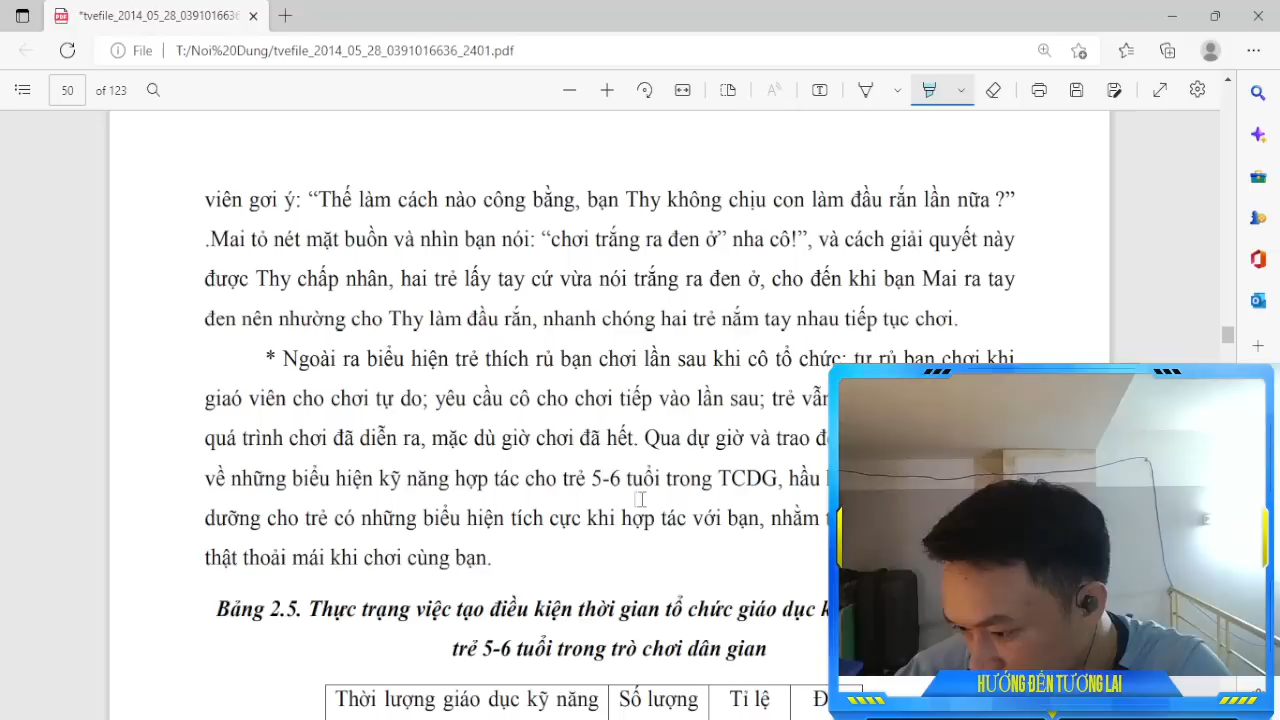 *tvefile_2014_05_28_0391016636
File T:/Noi%20Dung/tvefile_2014_05_28_0391016636_2401.pdf
50 of 123
viên gơi ý: “Thế làm cách nào công bằng, bạn Thy không chịu con làm đầu rắn lần nữa ?”
.Mai tỏ nét mặt buồn và nhìn bạn nói: “chơi trắng ra đen ở” nha cô!”, và cách giải quyết này
được Thy chấp nhân, hai trẻ lấy tay cứ vừa nói trắng ra đen ở, cho đến khi bạn Mai ra tay
đen nên nhường cho Thy làm đầu rắn, nhanh chóng hai trẻ nắm tay nhau tiếp tục chơi.
* Ngoài ra biểu hiện trẻ thích rủ bạn chơi lần sau khi cô tổ chức; tự rủ bạn chơi khi
giaó viên cho chơi tự do; yêu cầu cô cho chơi tiếp vào lần sau; trẻ vẫn
quá trình chơi đã diễn ra, mặc dù giờ chơi đã hết. Qua dự giờ và trao
về những biểu hiện kỹ năng hợp tác cho trẻ 5-6 tuổi trong TCDG, hầu
dưỡng cho trẻ có những biểu hiện tích cực khi hợp tác với bạn, nhằm
thật thoải mái khi chơi cùng bạn.
Bảng 2.5. Thực trạng việc tạo điều kiện thời gian tổ chức giáo dục
trẻ 5-6 tuổi trong trò chơi dân gian
Thời lượng giáo dục kỹ năng Số lượng Tỉ lệ
HƯỚNG ĐẾN TƯƠNG LAI